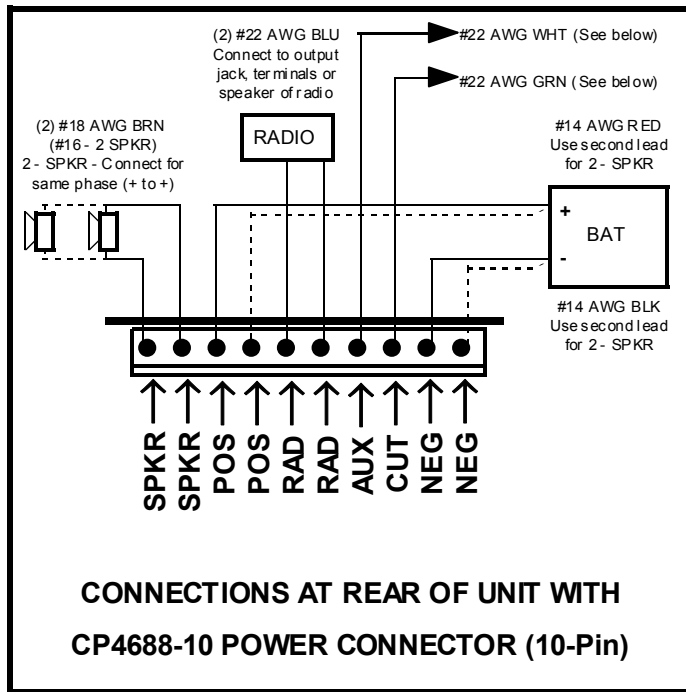 (2) #22 AWG BLU
Connect to output
jack, terminals or
speaker of radio
#22 AWG WHT (See below)
#22 AWG GRN (See below)
(2) #18 AWG BRN
(#16 - 2 SPKR)
2 - SPKR - Connect for
same phase (+ to +)
RADIO
#14 AWG RED
Use second lead
for 2 - SPKR
+
BAT
-
#14 AWG BLK
Use second lead
for 2 - SPKR
SPKR
SPKR
POS
POS
RAD
RAD
AUX
CUT
NEG
NEG
CONNECTIONS AT REAR OF UNIT WITH
CP4688-10 POWER CONNECTOR (10-Pin)